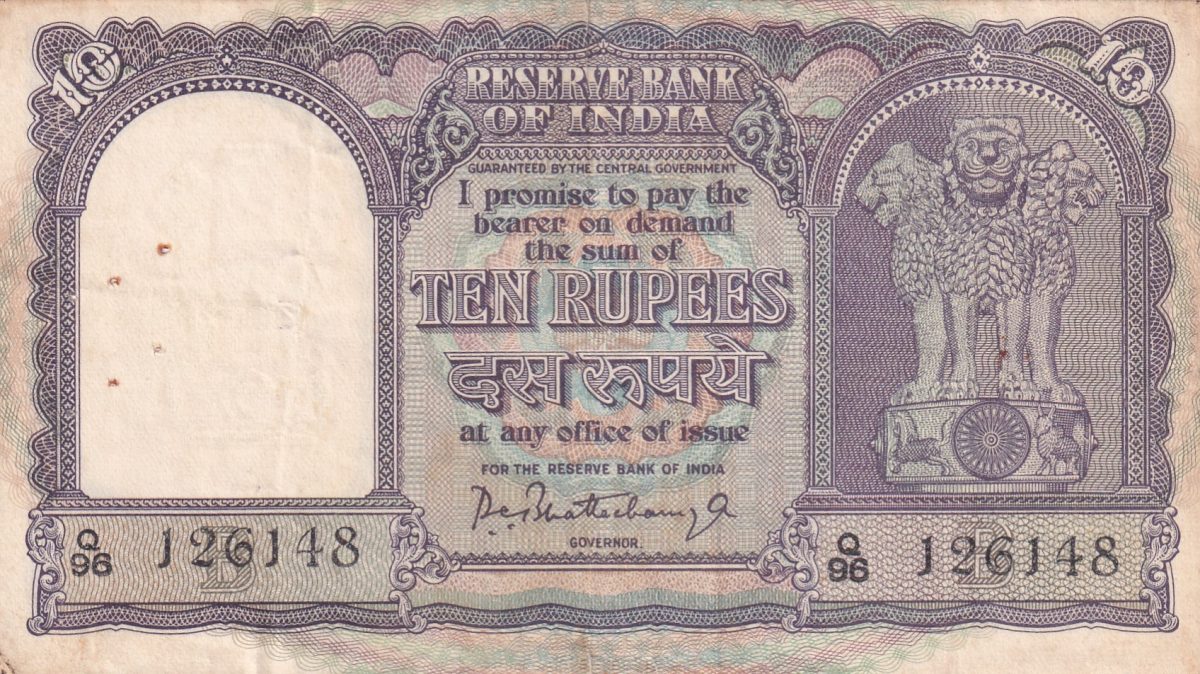 10
10
RESERVE BANK
OF INDIA
GUARANTEED BY THE CENTRAL GOVERNMENT
I promise to pay the
bearer on demand
the sum of
TEN RUPEES
दस रूपये
at any office of issue
FOR THE RESERVE BANK OF INDIA
P.C. Bhattacharyya
GOVERNOR.
Q
96 126148
B
Q
96 126148
B